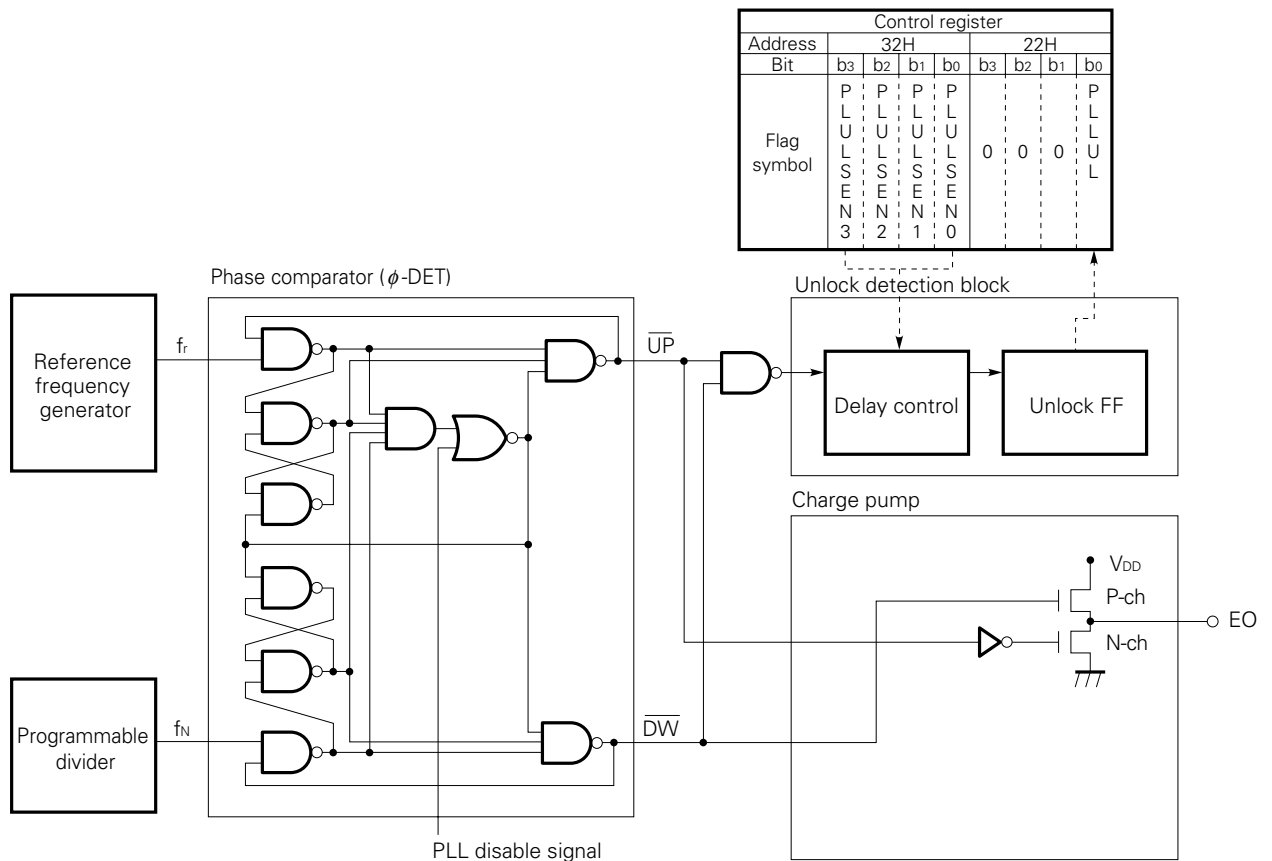 Control register
Address 32H 22H
Bit b3 b2 b1 b0 b3 b2 b1 b0
Flag symbol PLULSEN3 PLULSEN2 PLULSEN1 PLULSEN0 0 0 0 PLLUL
Phase comparator (ϕ-DET)
Unlock detection block
Reference
frequency
generator
fr
UP
Delay control
Unlock FF
Charge pump
VDD
P-ch
EO
N-ch
Programmable
divider
fN
DW
PLL disable signal